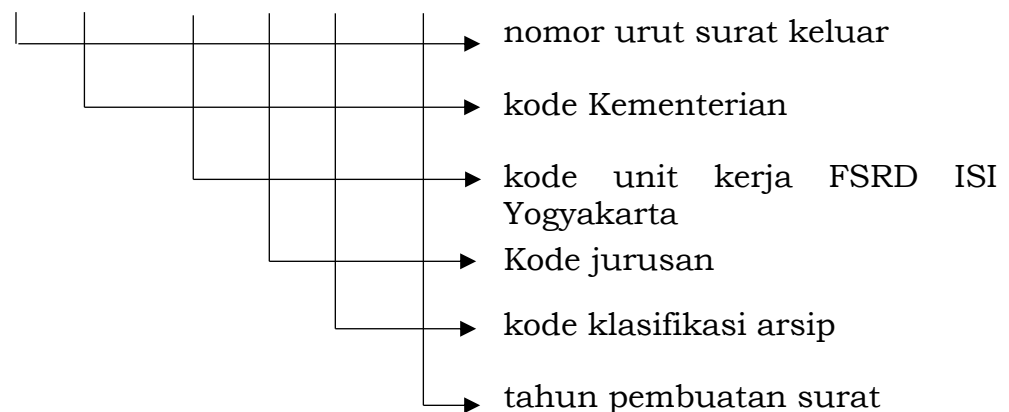 nomor urut surat keluar
kode Kementerian
kode unit kerja FSRD ISI
Yogyakarta
Kode jurusan
kode klasifikasi arsip
tahun pembuatan surat